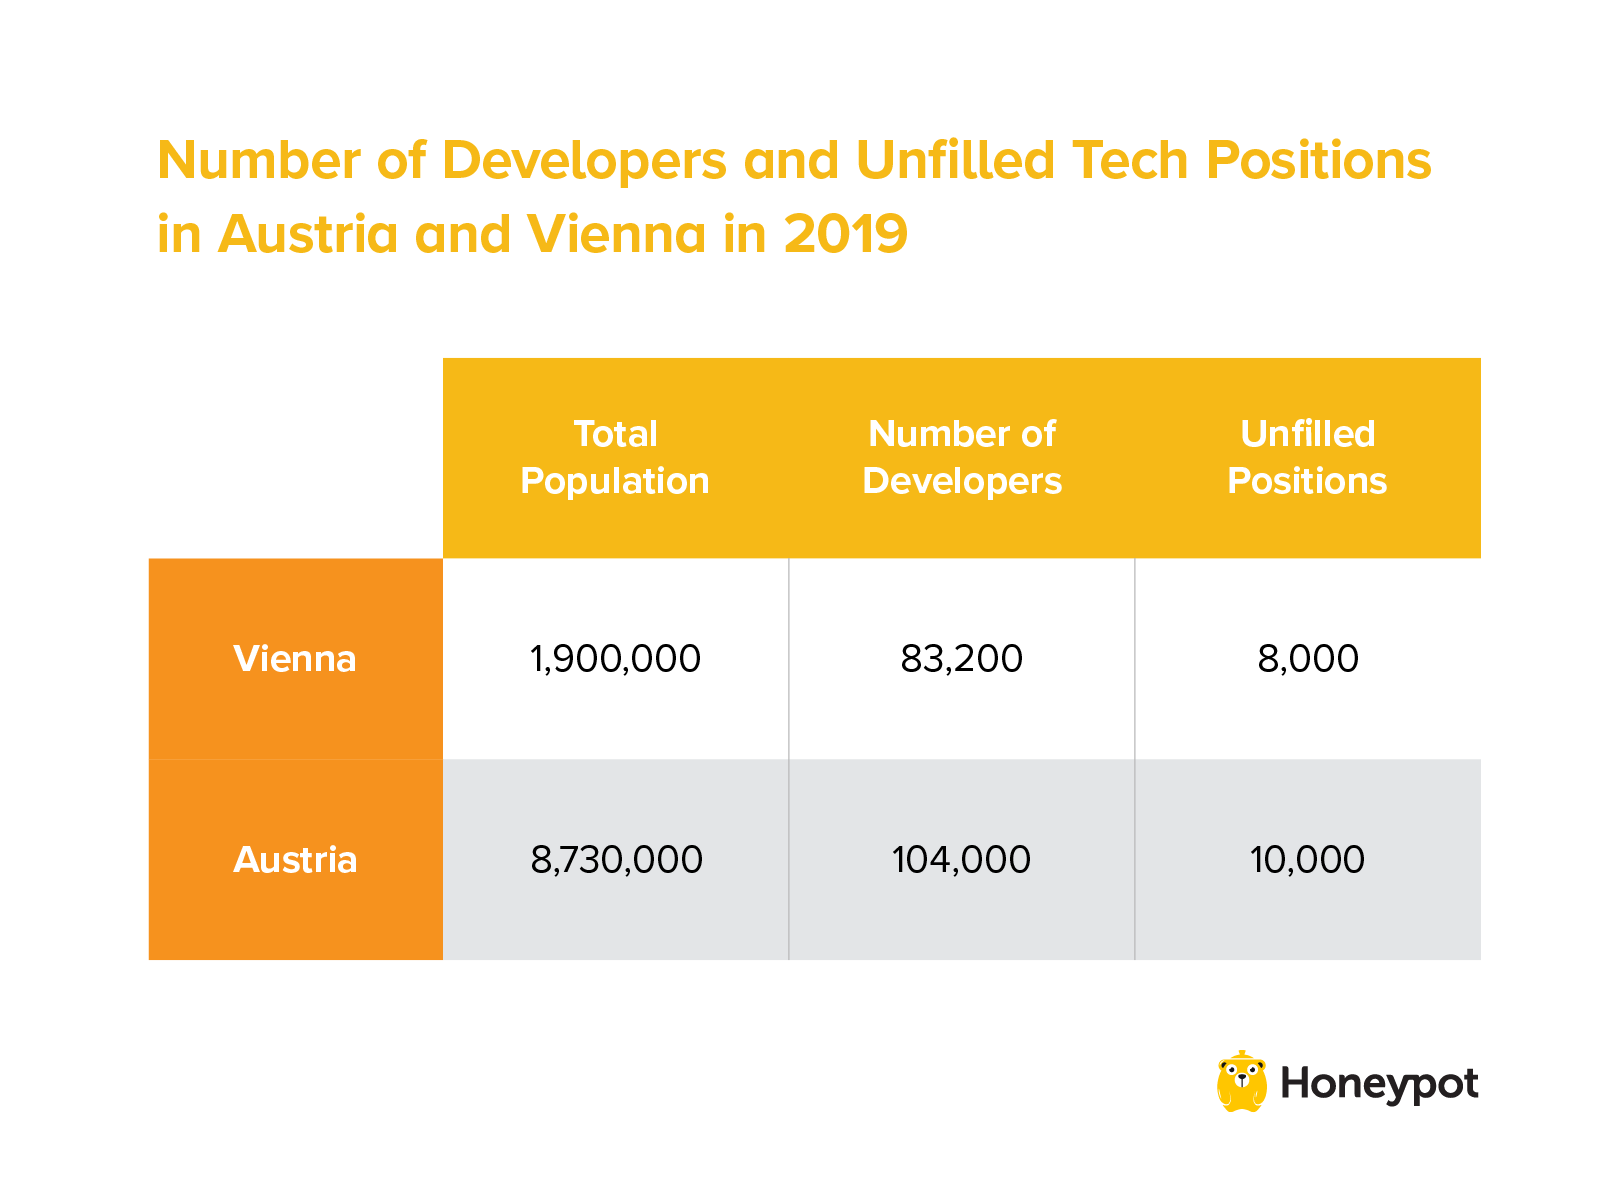 Number of Developers and Unfilled Tech Positions
in Austria and Vienna in 2019
Total
Population
Number of
Developers
Unfilled
Positions
Vienna
1,900,000
83,200
8,000
Austria
8,730,000
104,000
10,000
Honeypot